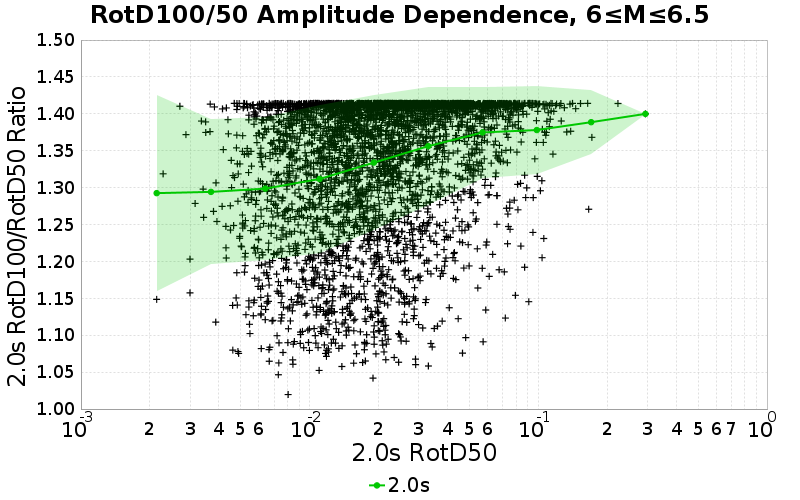 RotD100/50 Amplitude Dependence, 6≤M≤6.5
2.0s RotD100/RotD50 Ratio
1.50
1.45
1.40
1.35
1.30
1.25
1.20
1.15
1.10
1.05
1.00
10^-3 2 3 4 5 6 10^-2 2 3 4 5 6 10^-1 2 3 4 5 6 7 10^0
2.0s RotD50
2.0s